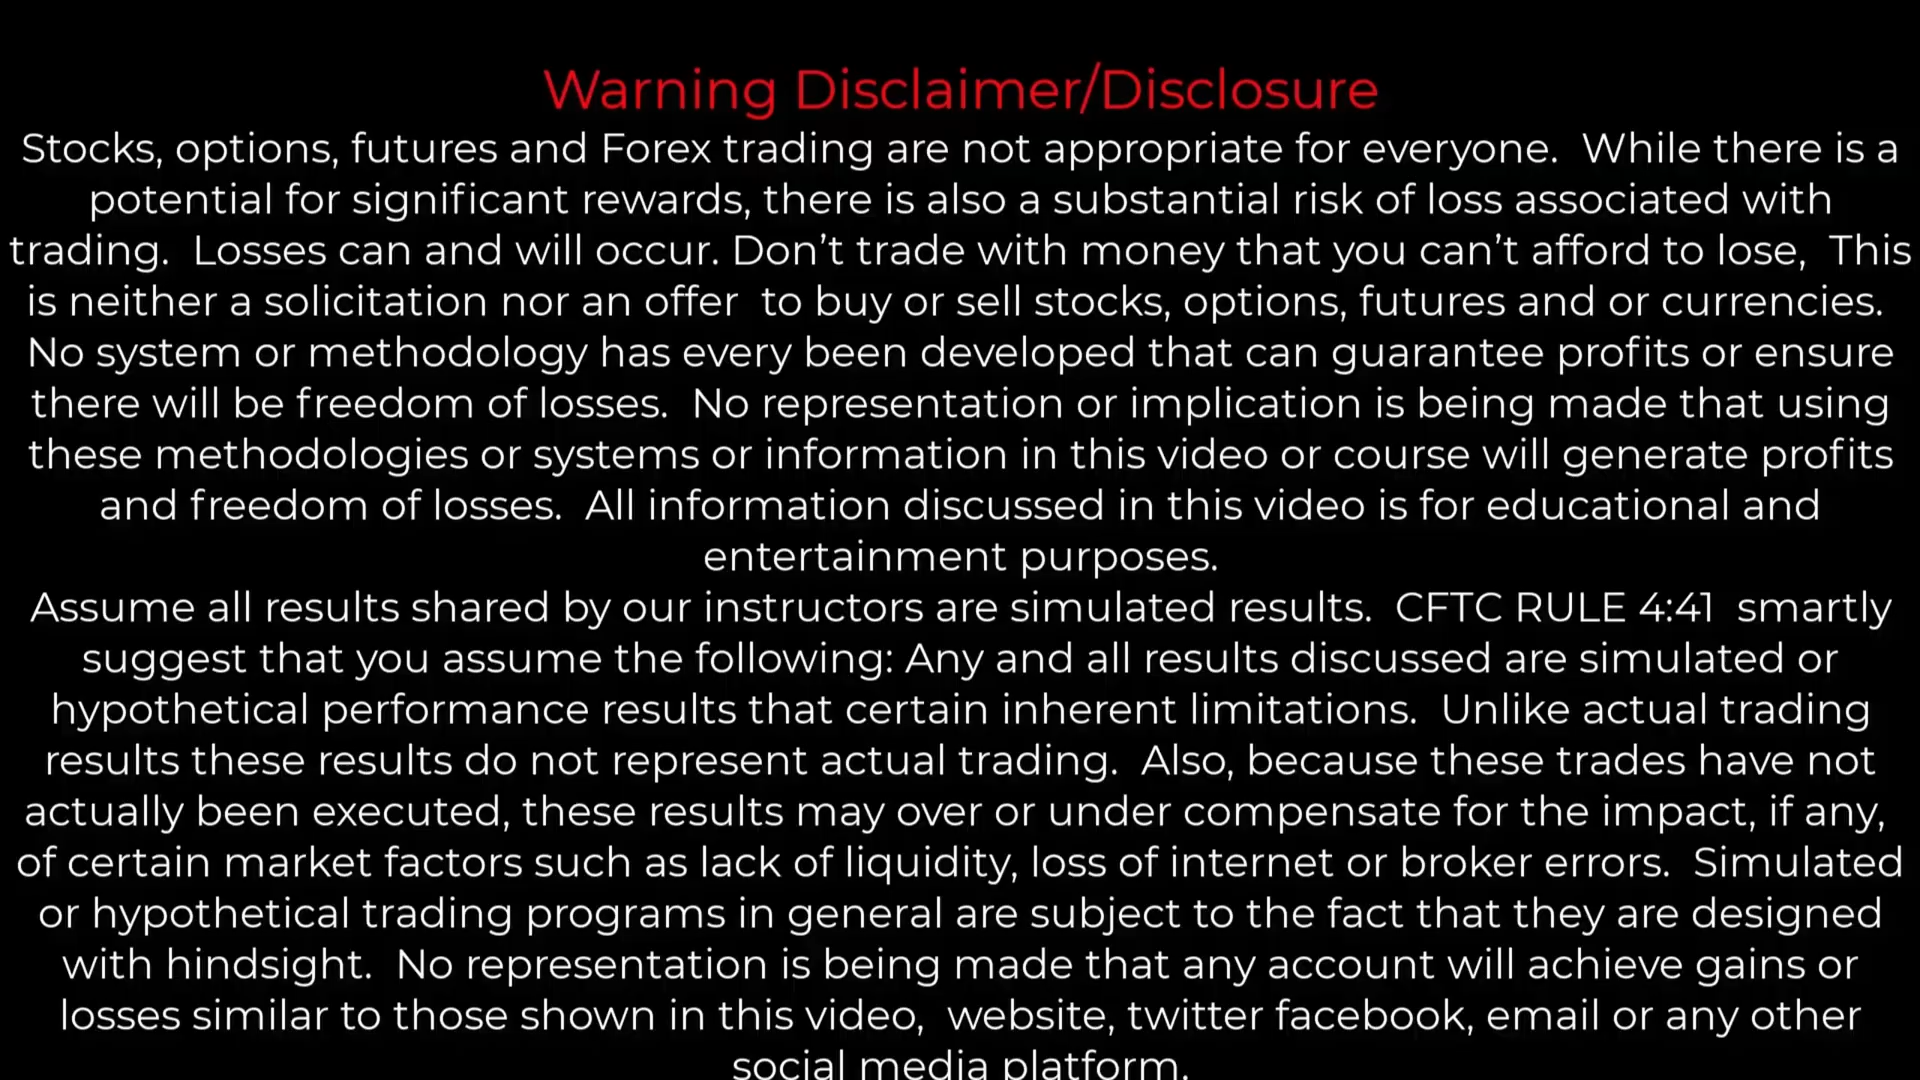 Warning Disclaimer/Disclosure
Stocks, options, futures and Forex trading are not appropriate for everyone.  While there is a
potential for significant rewards, there is also a substantial risk of loss associated with
trading.  Losses can and will occur. Don’t trade with money that you can’t afford to lose,  This
is neither a solicitation nor an offer  to buy or sell stocks, options, futures and or currencies.
No system or methodology has every been developed that can guarantee profits or ensure
there will be freedom of losses.  No representation or implication is being made that using
these methodologies or systems or information in this video or course will generate profits
and freedom of losses.  All information discussed in this video is for educational and
entertainment purposes.
Assume all results shared by our instructors are simulated results.  CFTC RULE 4:41  smartly
suggest that you assume the following: Any and all results discussed are simulated or
hypothetical performance results that certain inherent limitations.  Unlike actual trading
results these results do not represent actual trading.  Also, because these trades have not
actually been executed, these results may over or under compensate for the impact, if any,
of certain market factors such as lack of liquidity, loss of internet or broker errors.  Simulated
or hypothetical trading programs in general are subject to the fact that they are designed
with hindsight.  No representation is being made that any account will achieve gains or
losses similar to those shown in this video,  website, twitter facebook, email or any other
social media platform.